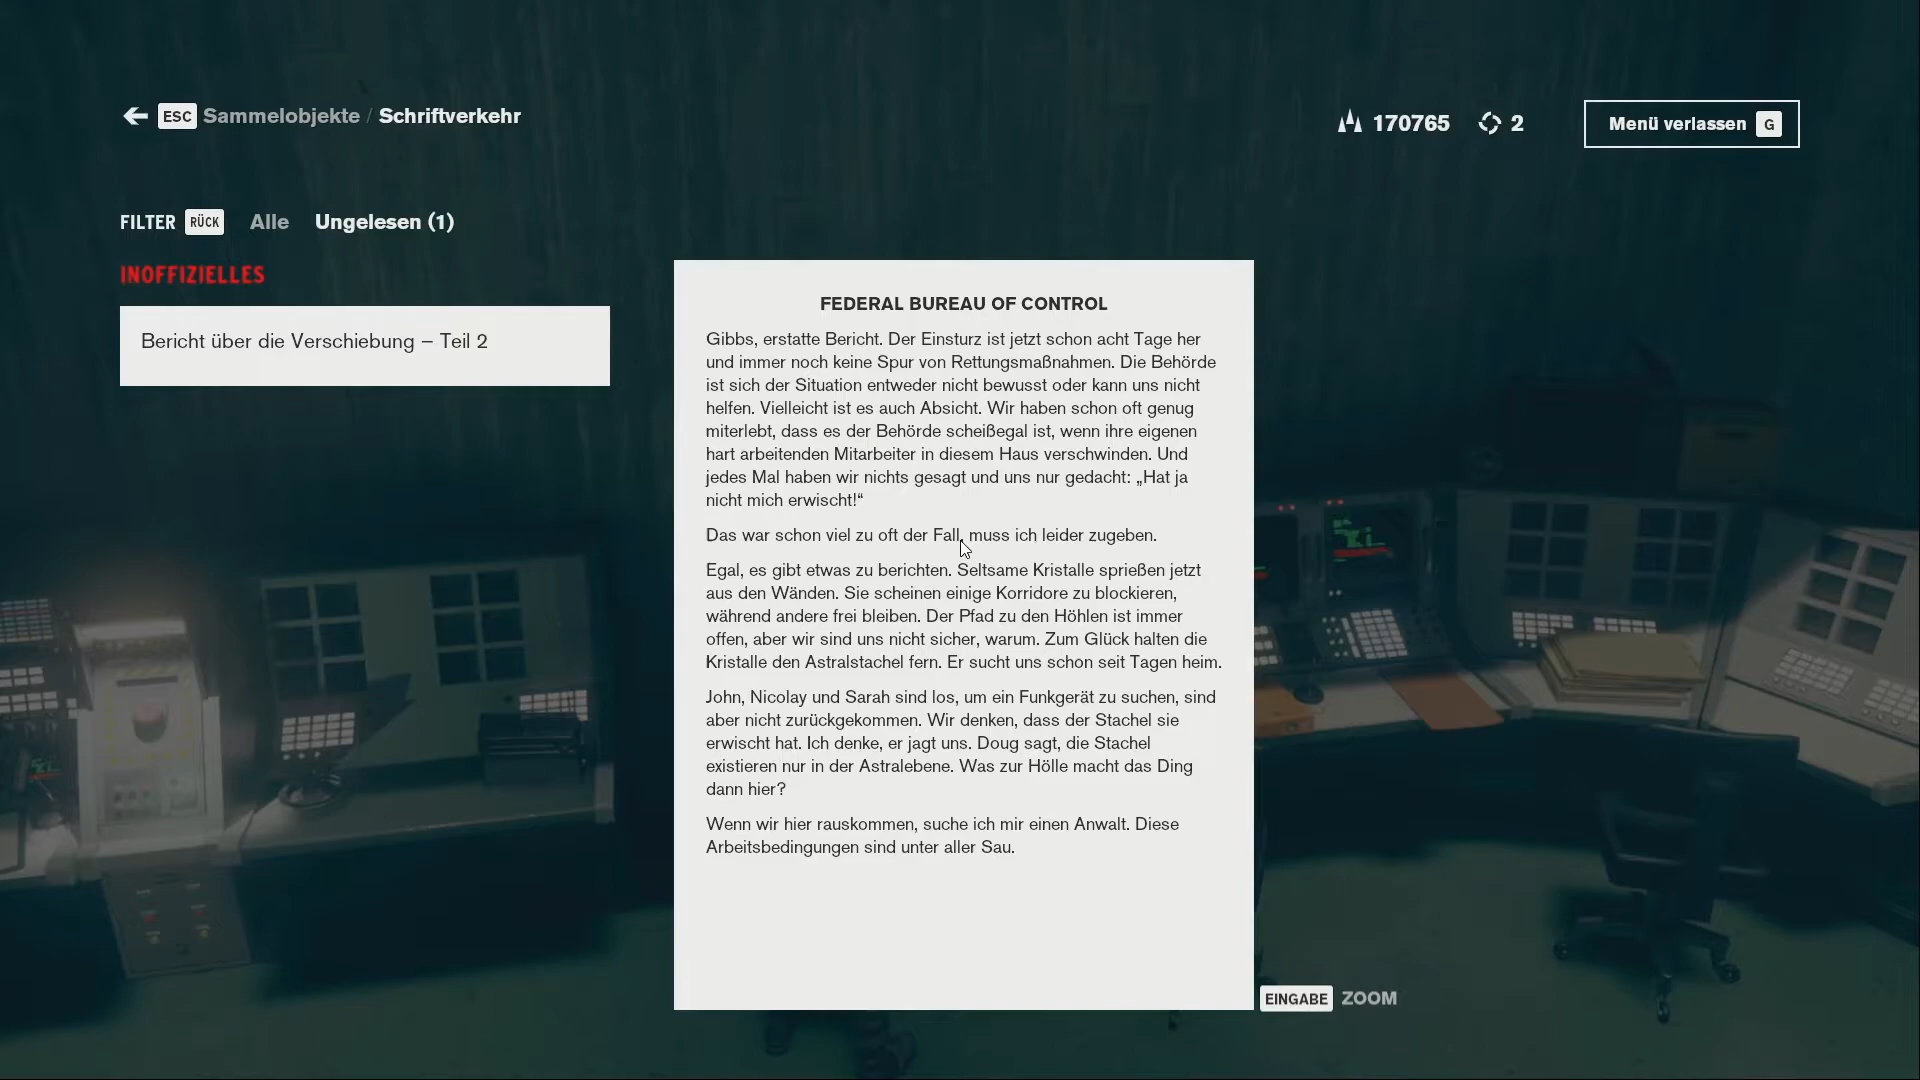 ESC Sammelobjekte / Schriftverkehr
170765 2
Menü verlassen G
FILTER RÜCK Alle Ungelesen (1)
INOFFIZIELLES
Bericht über die Verschiebung – Teil 2
FEDERAL BUREAU OF CONTROL
Gibbs, erstatte Bericht. Der Einsturz ist jetzt schon acht Tage her
und immer noch keine Spur von Rettungsmaßnahmen. Die Behörde
ist sich der Situation entweder nicht bewusst oder kann uns nicht
helfen. Vielleicht ist es auch Absicht. Wir haben schon oft genug
miterlebt, dass es der Behörde scheißegal ist, wenn ihre eigenen
hart arbeitenden Mitarbeiter in diesem Haus verschwinden. Und
jedes Mal haben wir nichts gesagt und uns nur gedacht: „Hat ja
nicht mich erwischt!“
Das war schon viel zu oft der Fall, muss ich leider zugeben.
Egal, es gibt etwas zu berichten. Seltsame Kristalle sprießen jetzt
aus den Wänden. Sie scheinen einige Korridore zu blockieren,
während andere frei bleiben. Der Pfad zu den Höhlen ist immer
offen, aber wir sind uns nicht sicher, warum. Zum Glück halten die
Kristalle den Astralstachel fern. Er sucht uns schon seit Tagen heim.
John, Nicolay und Sarah sind los, um ein Funkgerät zu suchen, sind
aber nicht zurückgekommen. Wir denken, dass der Stachel sie
erwischt hat. Ich denke, er jagt uns. Doug sagt, die Stachel
existieren nur in der Astralebene. Was zur Hölle macht das Ding
dann hier?
Wenn wir hier rauskommen, suche ich mir einen Anwalt. Diese
Arbeitsbedingungen sind unter aller Sau.
EINGABE ZOOM